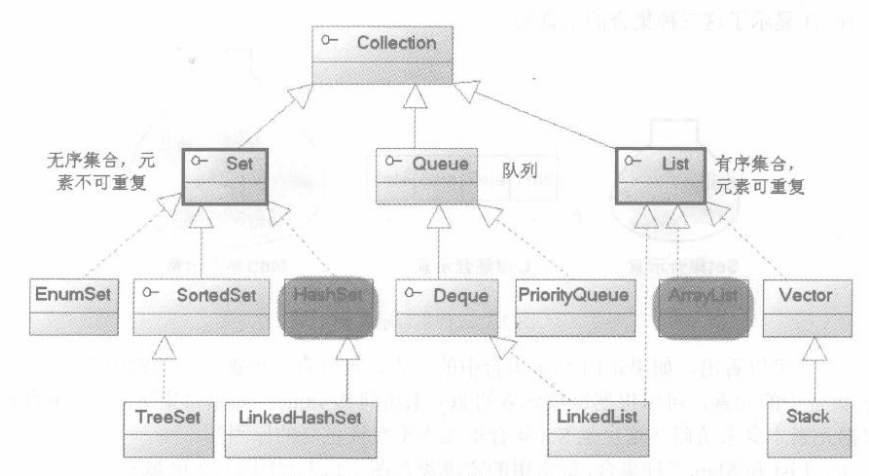 Collection
无序集合，元
素不可重复
Set
Queue
队列
List
有序集合，
元素可重复
EnumSet
SortedSet
HashSet
Deque
PriorityQueue
ArrayList
Vector
TreeSet
LinkedHashSet
LinkedList
Stack